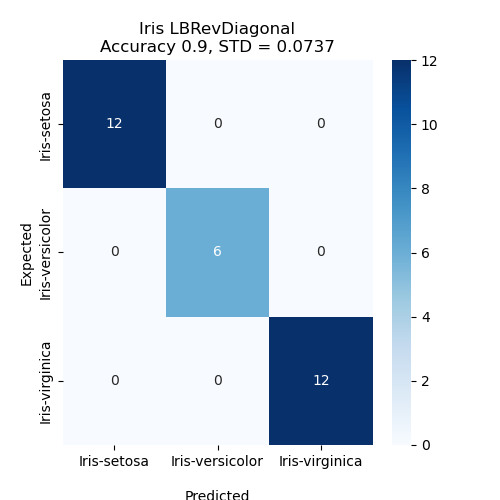 Iris LBRevDiagonal
Accuracy 0.9, STD = 0.0737
Expected
Iris-setosa
12 0 0
Iris-versicolor
0 6 0
Iris-virginica
0 0 12
Iris-setosa Iris-versicolor Iris-virginica
Predicted
12
10
8
6
4
2
0